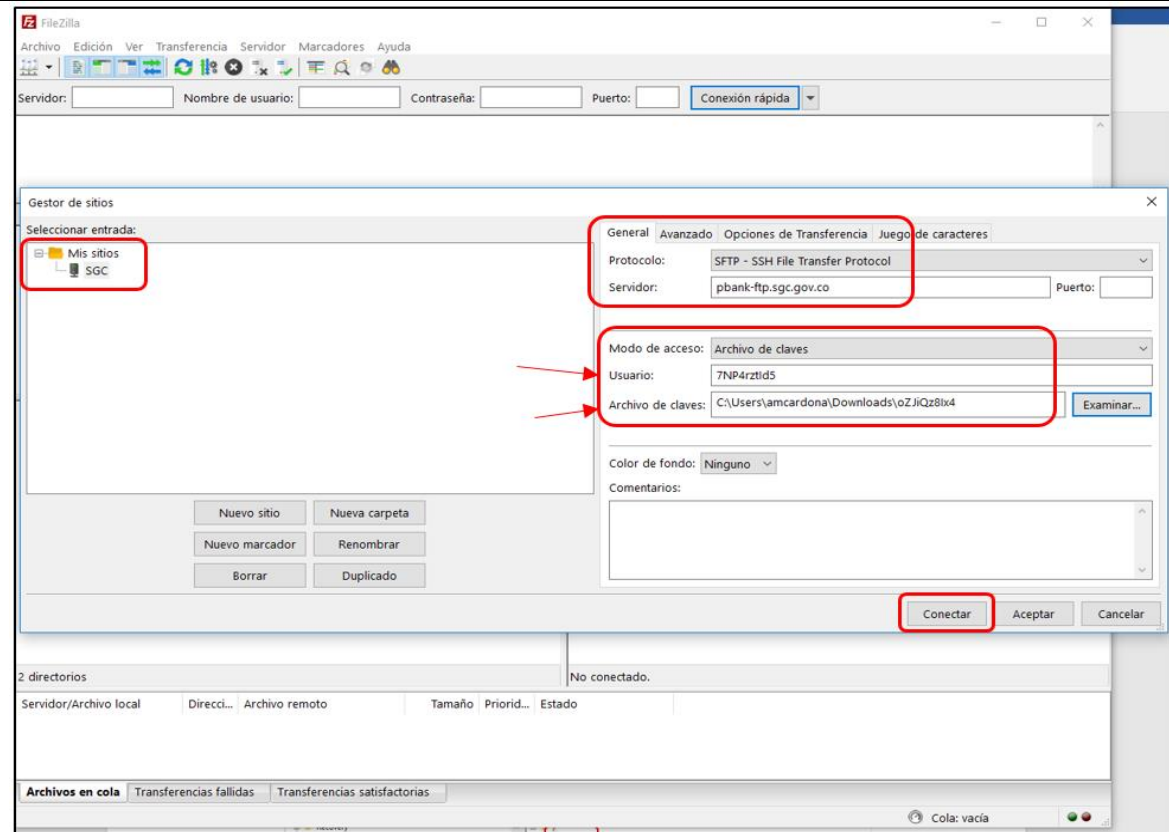 FileZilla
Archivo Edición Ver Transferencia Servidor Marcadores Ayuda
Servidor: Nombre de usuario: Contraseña: Puerto: Conexión rápida
Gestor de sitios
Seleccionar entrada:
Mis sitios
SGC
General Avanzado Opciones de Transferencia Juego de caracteres
Protocolo: SFTP - SSH File Transfer Protocol
Servidor: pbank-ftp.sgc.gov.co Puerto:
Modo de acceso: Archivo de claves
Usuario: 7NP4rztId5
Archivo de claves: C:\Users\amcardona\Downloads\oZJiQz8Ix4 Examinar...
Color de fondo: Ninguno
Comentarios:
Nuevo sitio Nueva carpeta
Nuevo marcador Renombrar
Borrar Duplicado
Conectar Aceptar Cancelar
2 directorios No conectado.
Servidor/Archivo local Direcci... Archivo remoto Tamaño Priorid... Estado
Archivos en cola Transferencias fallidas Transferencias satisfactorias
Cola: vacía